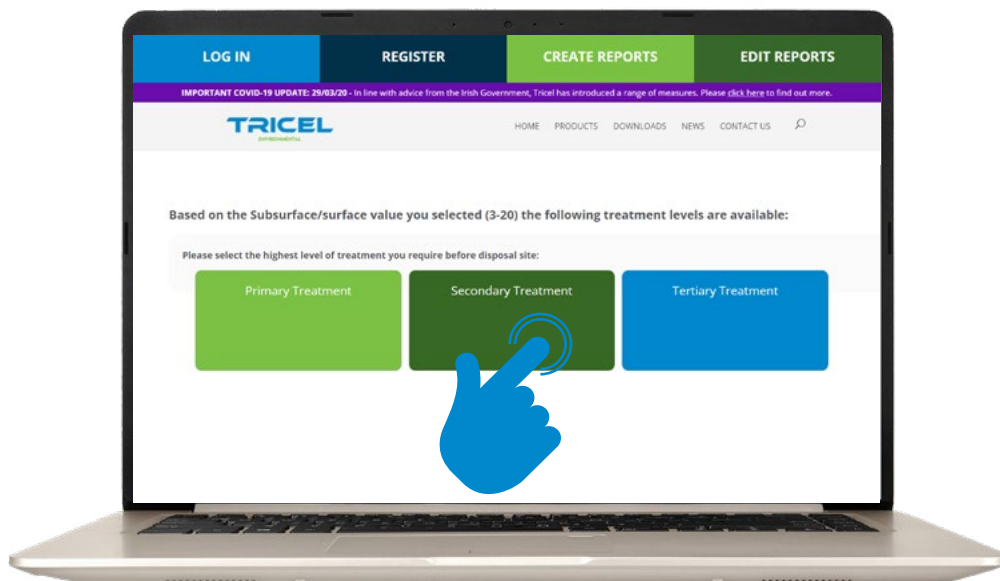 LOG IN
REGISTER
CREATE REPORTS
EDIT REPORTS
IMPORTANT COVID-19 UPDATE: 29/03/20 - In line with advice from the Irish Government, Tricel has introduced a range of measures. Please click here to find out more.
TRICEL
ENVIRONMENTAL
HOME PRODUCTS DOWNLOADS NEWS CONTACT US
Based on the Subsurface/surface value you selected (3-20) the following treatment levels are available:
Please select the highest level of treatment you require before disposal site:
Primary Treatment
Secondary Treatment
Tertiary Treatment